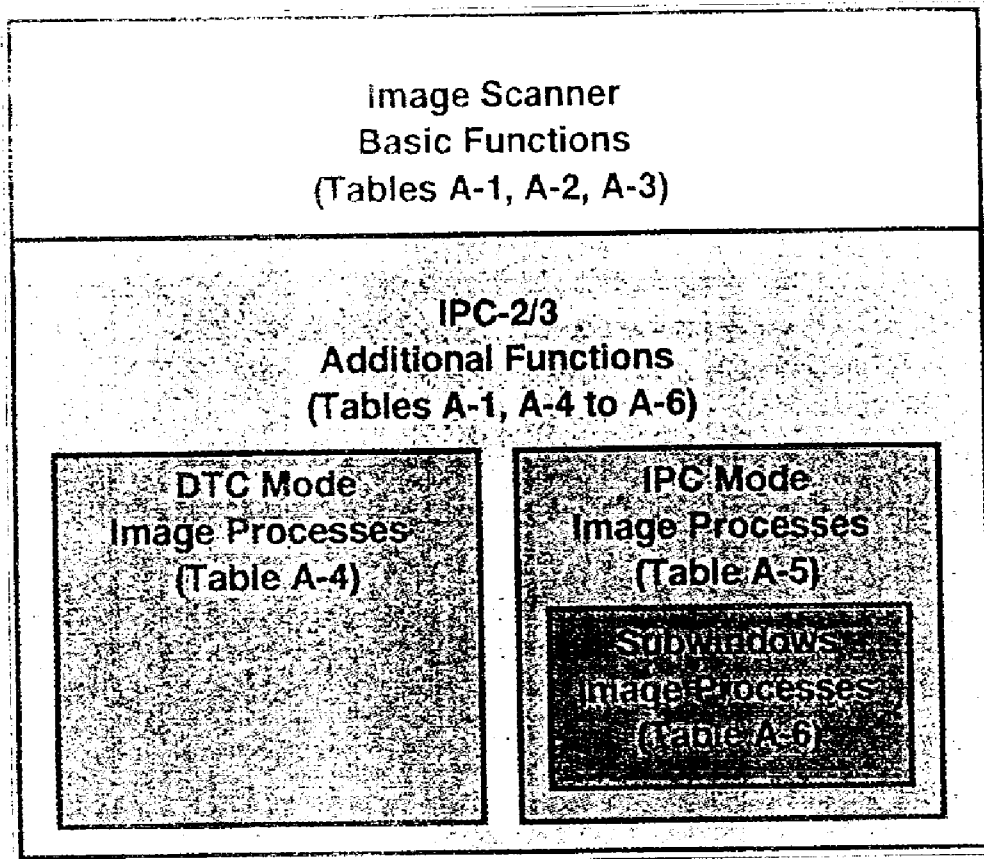 Image Scanner
Basic Functions
(Tables A-1, A-2, A-3)
IPC-2/3
Additional Functions
(Tables A-1, A-4 to A-6)
DTC Mode
Image Processes
(Table A-4)
IPC Mode
Image Processes
(Table A-5)
Subwindows
Image Processes
(Table A-6)